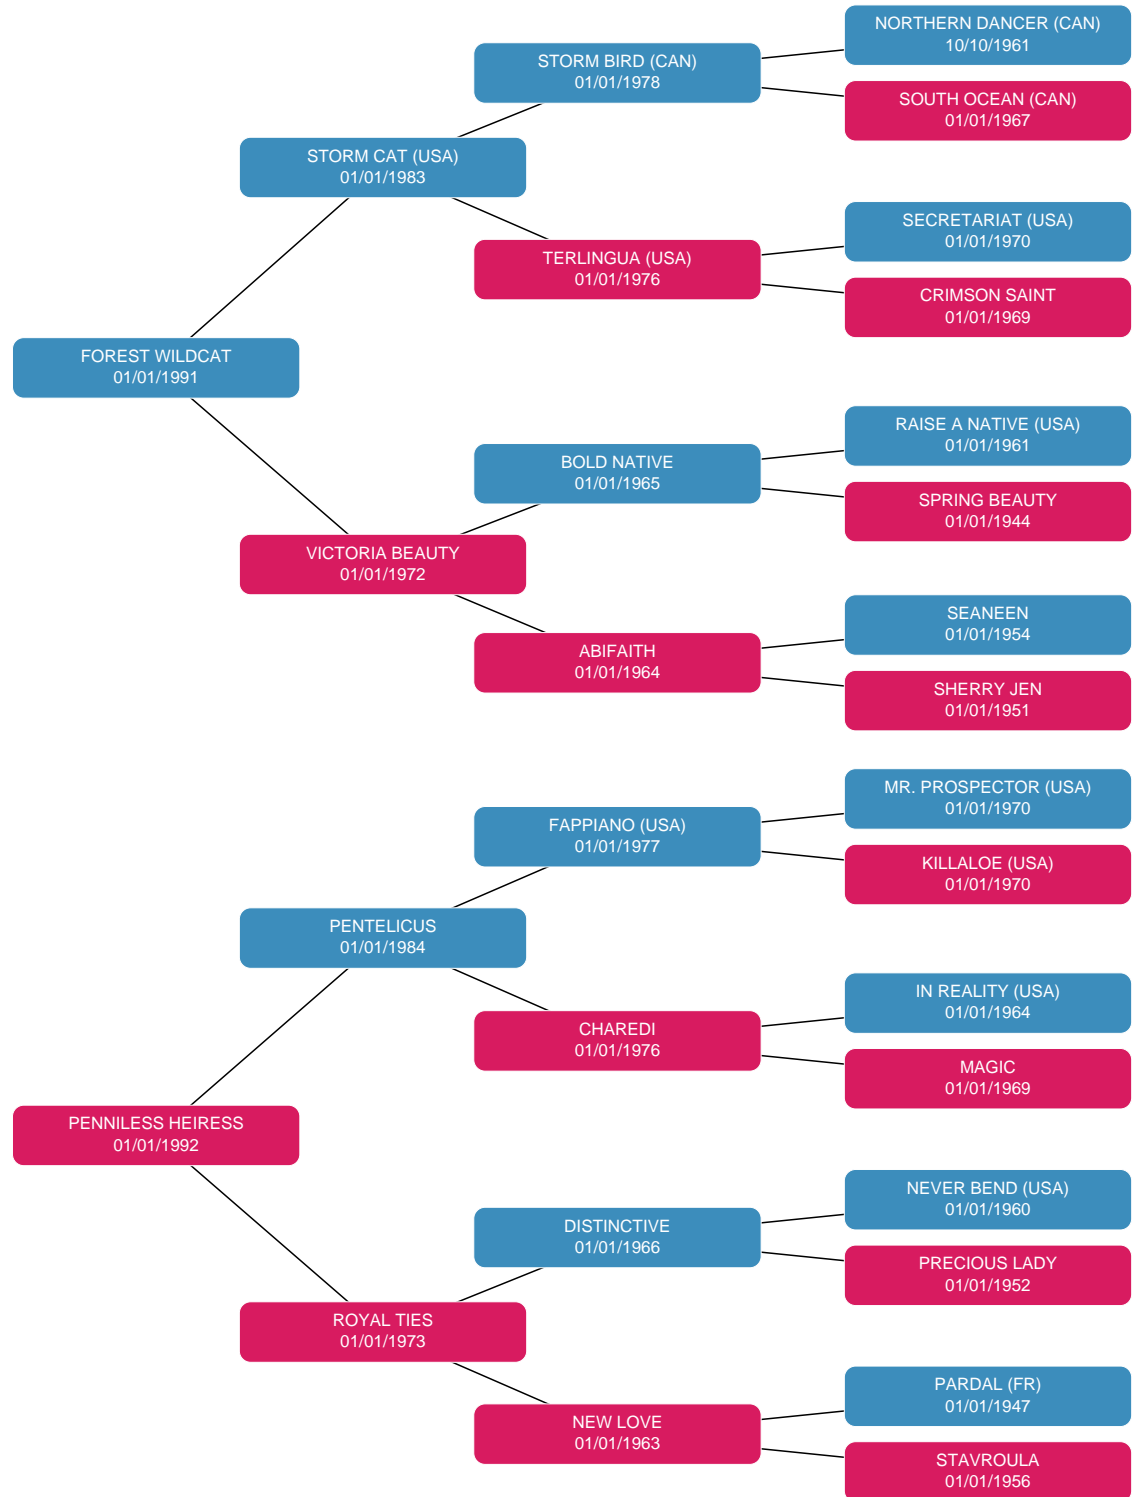 NORTHERN DANCER (CAN)
10/10/1961
STORM BIRD (CAN)
01/01/1978
SOUTH OCEAN (CAN)
01/01/1967
STORM CAT (USA)
01/01/1983
SECRETARIAT (USA)
01/01/1970
TERLINGUA (USA)
01/01/1976
CRIMSON SAINT
01/01/1969
FOREST WILDCAT
01/01/1991
RAISE A NATIVE (USA)
01/01/1961
BOLD NATIVE
01/01/1965
SPRING BEAUTY
01/01/1944
VICTORIA BEAUTY
01/01/1972
SEANEEN
01/01/1954
ABIFAITH
01/01/1964
SHERRY JEN
01/01/1951
MR. PROSPECTOR (USA)
01/01/1970
FAPPIANO (USA)
01/01/1977
KILLALOE (USA)
01/01/1970
PENTELICUS
01/01/1984
IN REALITY (USA)
01/01/1964
CHAREDI
01/01/1976
MAGIC
01/01/1969
PENNILESS HEIRESS
01/01/1992
NEVER BEND (USA)
01/01/1960
DISTINCTIVE
01/01/1966
PRECIOUS LADY
01/01/1952
ROYAL TIES
01/01/1973
PARDAL (FR)
01/01/1947
NEW LOVE
01/01/1963
STAVROULA
01/01/1956